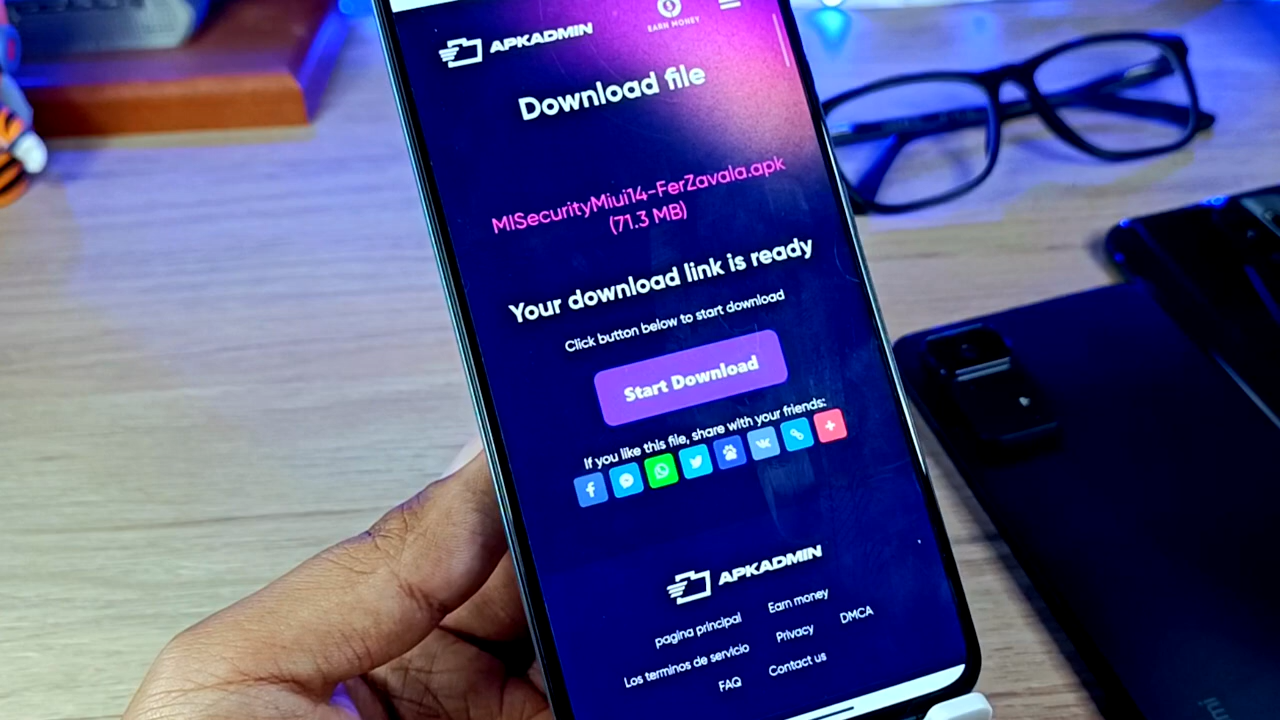 APKADMIN
EARN MONEY
Download file
MISecurityMiui14-FerZavala.apk
(71.3 MB)
Your download link is ready
Click button below to start download
Start Download
If you like this file, share with your friends:
APKADMIN
pagina principal
Earn money
Los terminos de servicio
Privacy
DMCA
FAQ
Contact us